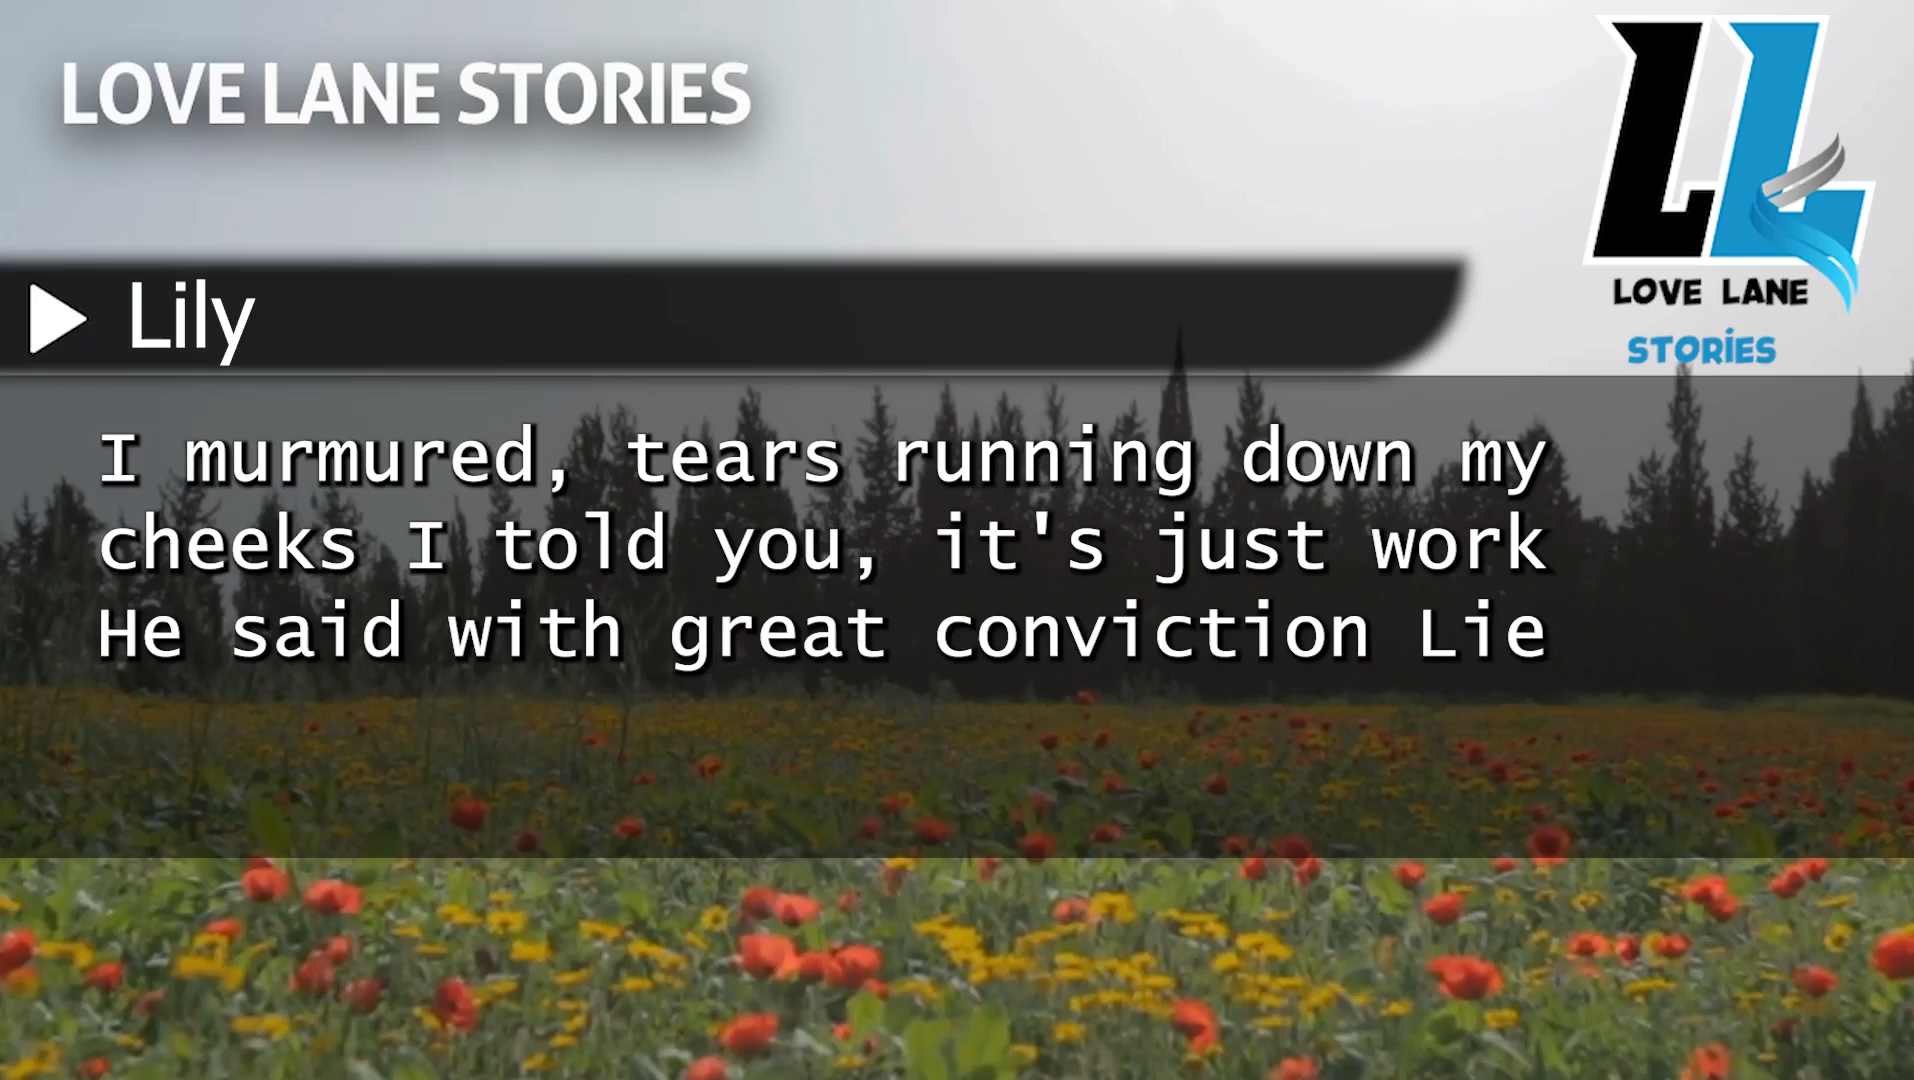 LOVE LANE STORIES
LL
LOVE LANE
STORIES
Lily
I murmured, tears running down my
cheeks I told you, it's just work
He said with great conviction Lie